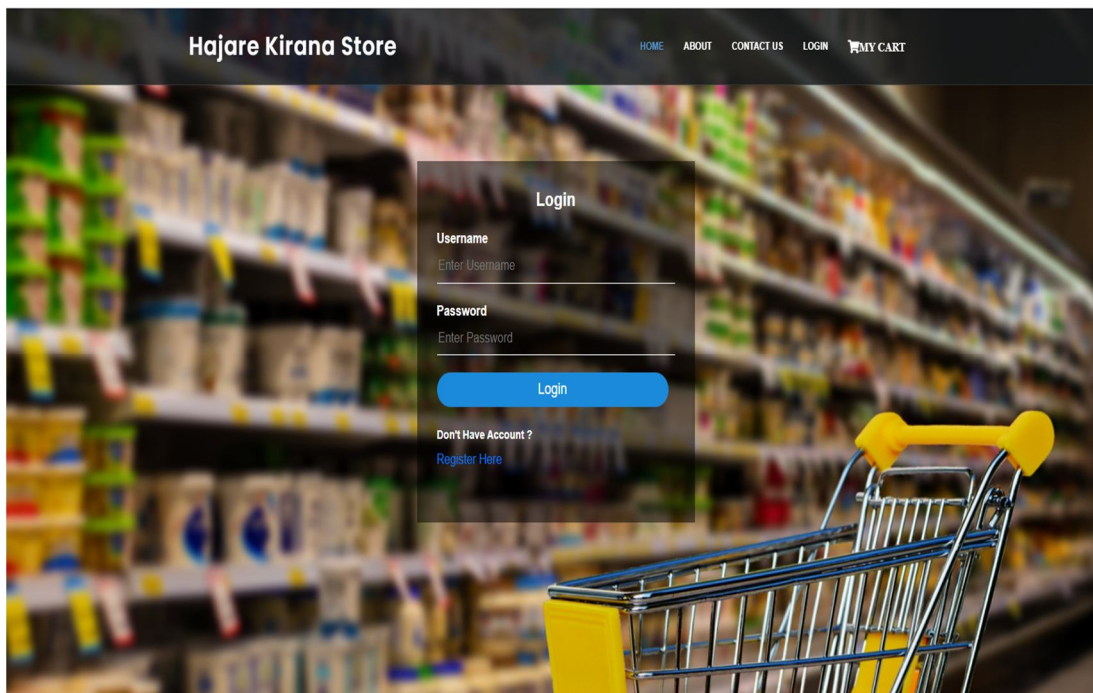 Hajare Kirana Store
HOME ABOUT CONTACT US LOGIN MY CART
Login
Username
Enter Username
Password
Enter Password
Login
Don't Have Account ?
Register Here